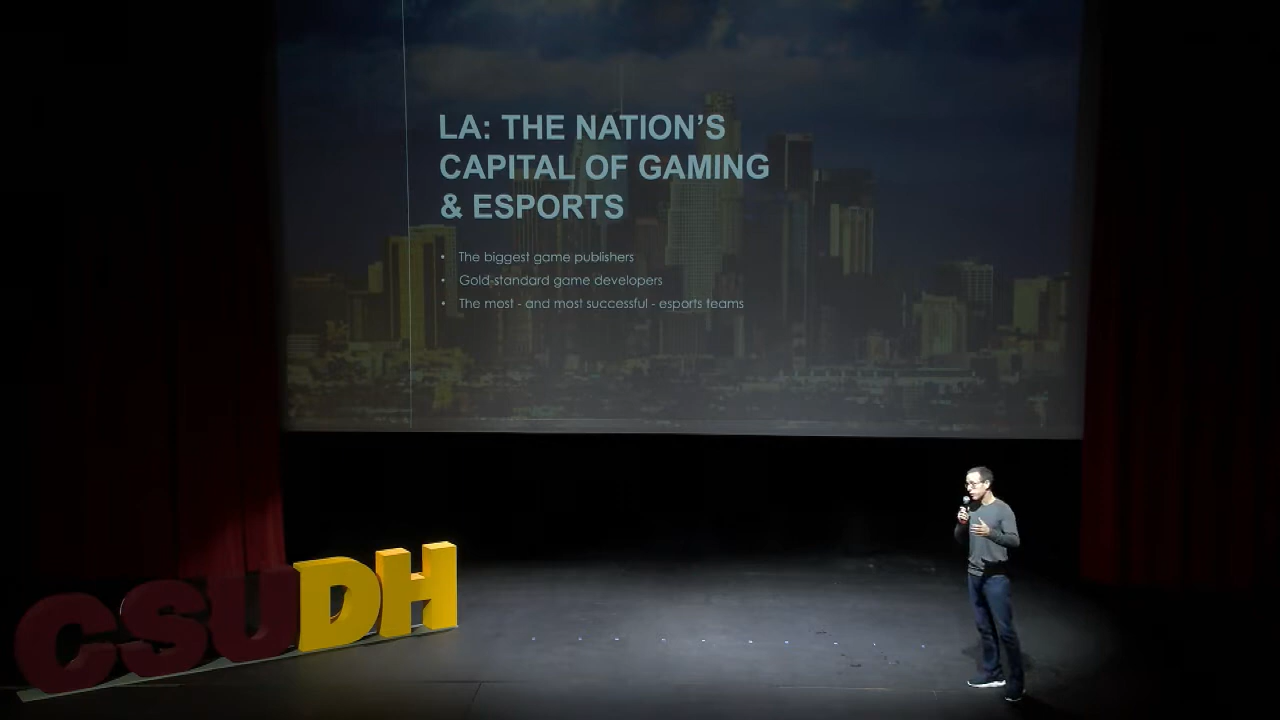 LA: THE NATION'S
CAPITAL OF GAMING
& ESPORTS
• The biggest game publishers
• Gold-standard game developers
• The most - and most successful - esports teams
CSUDH